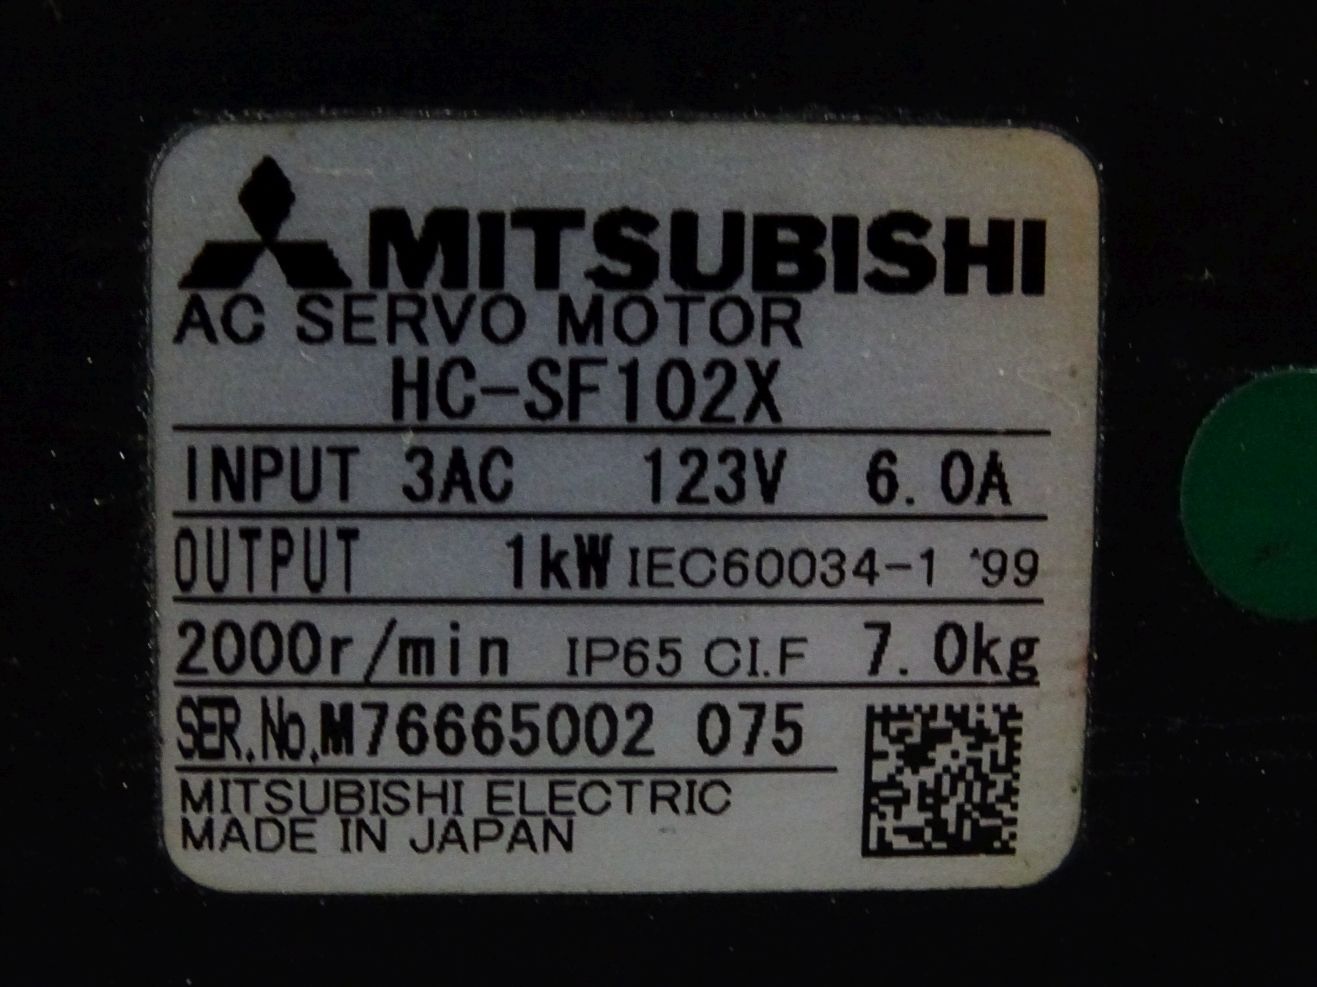 MITSUBISHI
AC SERVO MOTOR
HC-SF102X
INPUT 3AC 123V 6.0A
OUTPUT 1kW IEC60034-1 '99
2000r/min IP65 CI.F 7.0kg
SER.No.M76665002 075
MITSUBISHI ELECTRIC
MADE IN JAPAN